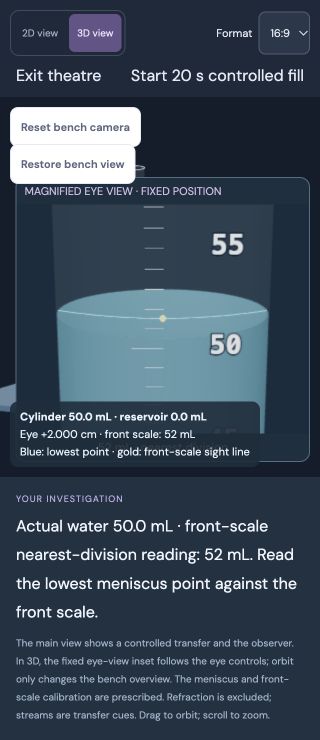 2D view 3D view Format 16:9
Exit theatre Start 20 s controlled fill
Reset bench camera
Restore bench view
MAGNIFIED EYE VIEW · FIXED POSITION
55
50
Cylinder 50.0 mL · reservoir 0.0 mL
Eye +2.000 cm · front scale: 52 mL
Blue: lowest point · gold: front-scale sight line
YOUR INVESTIGATION
Actual water 50.0 mL · front-scale
nearest-division reading: 52 mL. Read
the lowest meniscus point against the
front scale.
The main view shows a controlled transfer and the observer.
In 3D, the fixed eye-view inset follows the eye controls; orbit
only changes the bench overview. The meniscus and front-
scale calibration are prescribed. Refraction is excluded;
streams are transfer cues. Drag to orbit; scroll to zoom.